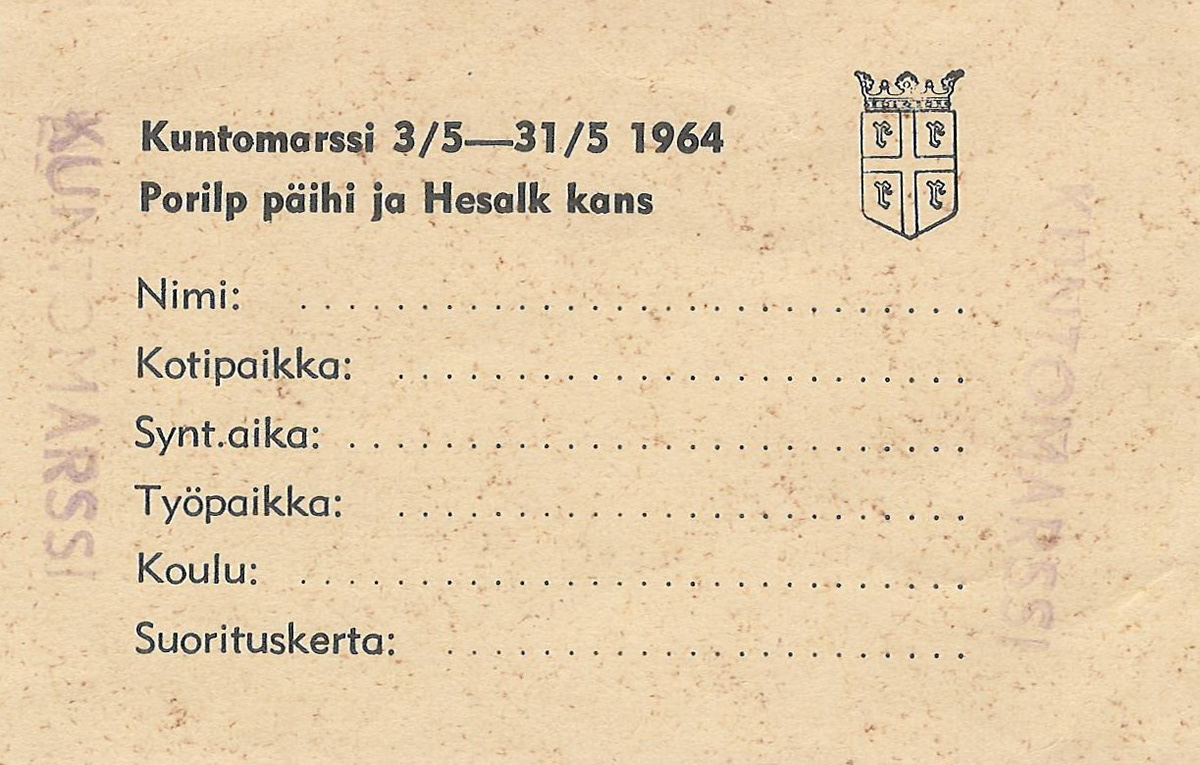 Kuntomarssi 3/5—31/5 1964
Porilp päihi ja Hesalk kans
Nimi: . . . . . . . . . . . . . . . . . . . . . . . . . . . .
Kotipaikka: . . . . . . . . . . . . . . . . . . . . . . . .
Synt.aika: . . . . . . . . . . . . . . . . . . . . . . . . . .
Työpaikka: . . . . . . . . . . . . . . . . . . . . . . . .
Koulu: . . . . . . . . . . . . . . . . . . . . . . . . . . . .
Suorituskerta: . . . . . . . . . . . . . . . . . . . . . .
KUNTOMARSSI
KUNTOMARSSI